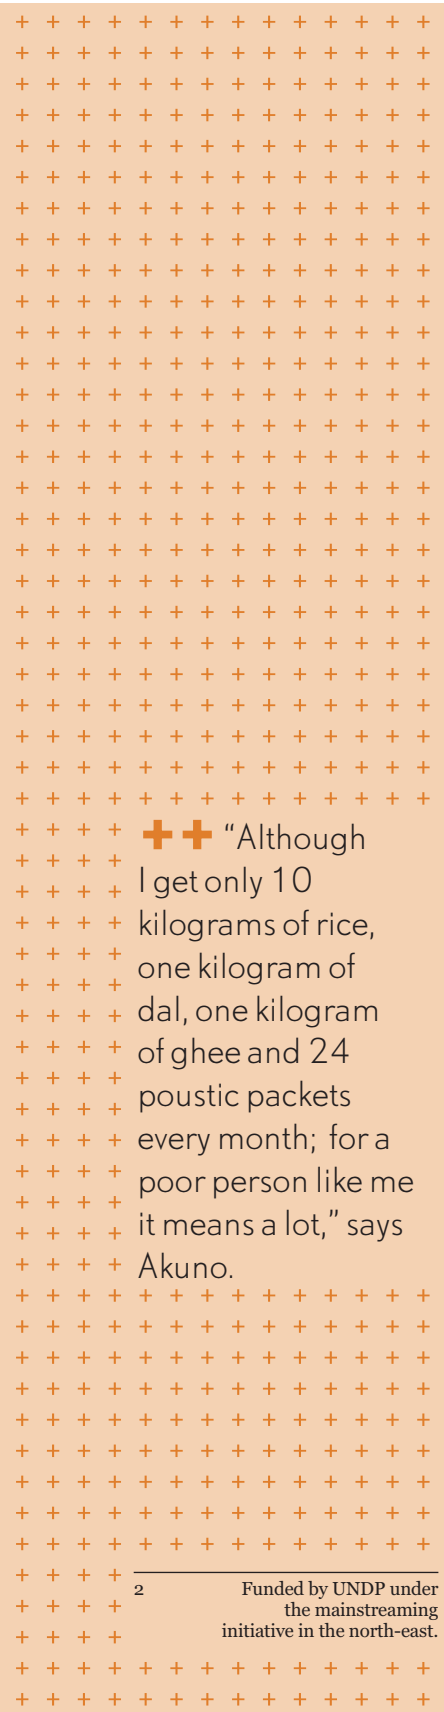 “Although
I get only 10
kilograms of rice,
one kilogram of
dal, one kilogram
of ghee and 24
poustic packets
every month; for a
poor person like me
it means a lot,” says
Akuno.
2 Funded by UNDP under
the mainstreaming
initiative in the north-east.